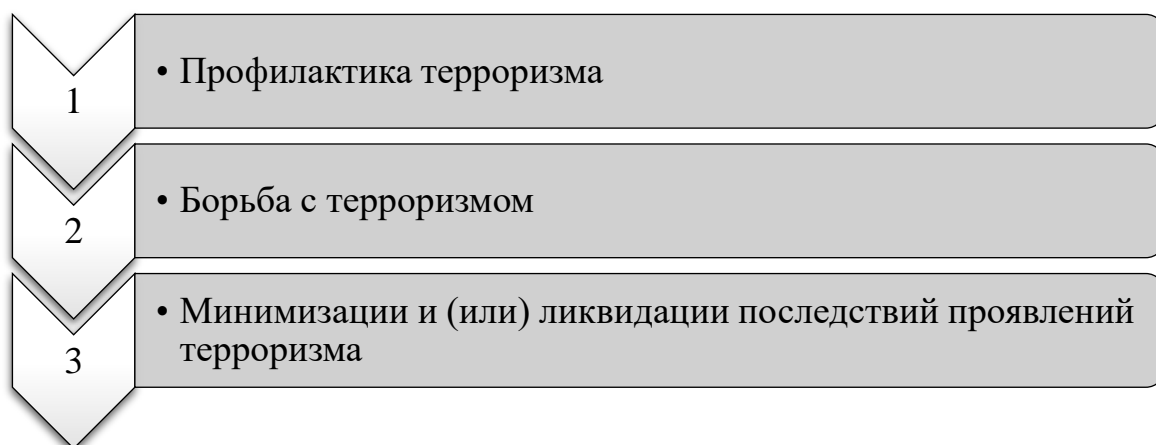 1
• Профилактика терроризма
2
• Борьба с терроризмом
3
• Минимизации и (или) ликвидации последствий проявлений
терроризма